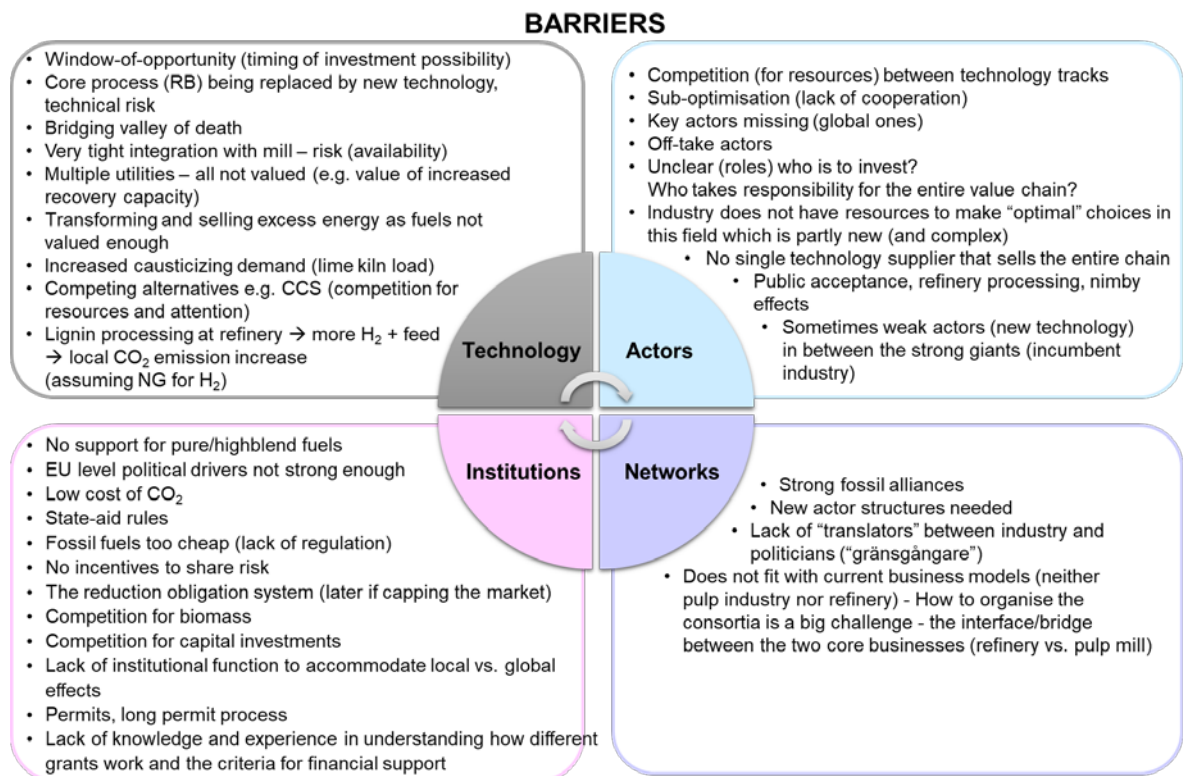 BARRIERS
• Window-of-opportunity (timing of investment possibility)
• Core process (RB) being replaced by new technology,
technical risk
• Bridging valley of death
• Very tight integration with mill – risk (availability)
• Multiple utilities – all not valued (e.g. value of increased
recovery capacity)
• Transforming and selling excess energy as fuels not
valued enough
• Increased causticizing demand (lime kiln load)
• Competing alternatives e.g. CCS (competition for
resources and attention)
• Lignin processing at refinery → more H₂ + feed
→ local CO₂ emission increase
(assuming NG for H₂)
Technology
• Competition (for resources) between technology tracks
• Sub-optimisation (lack of cooperation)
• Key actors missing (global ones)
• Off-take actors
• Unclear (roles) who is to invest?
Who takes responsibility for the entire value chain?
• Industry does not have resources to make “optimal” choices in
this field which is partly new (and complex)
• No single technology supplier that sells the entire chain
• Public acceptance, refinery processing, nimby
effects
• Sometimes weak actors (new technology)
in between the strong giants (incumbent
industry)
Actors
• No support for pure/highblend fuels
• EU level political drivers not strong enough
• Low cost of CO₂
• State-aid rules
• Fossil fuels too cheap (lack of regulation)
• No incentives to share risk
• The reduction obligation system (later if capping the market)
• Competition for biomass
• Competition for capital investments
• Lack of institutional function to accommodate local vs. global
effects
• Permits, long permit process
• Lack of knowledge and experience in understanding how different
grants work and the criteria for financial support
Institutions
Networks
• Strong fossil alliances
• New actor structures needed
• Lack of “translators” between industry and
politicians (“gränsgångare”)
• Does not fit with current business models (neither
pulp industry nor refinery) - How to organise the
consortia is a big challenge - the interface/bridge
between the two core businesses (refinery vs. pulp mill)